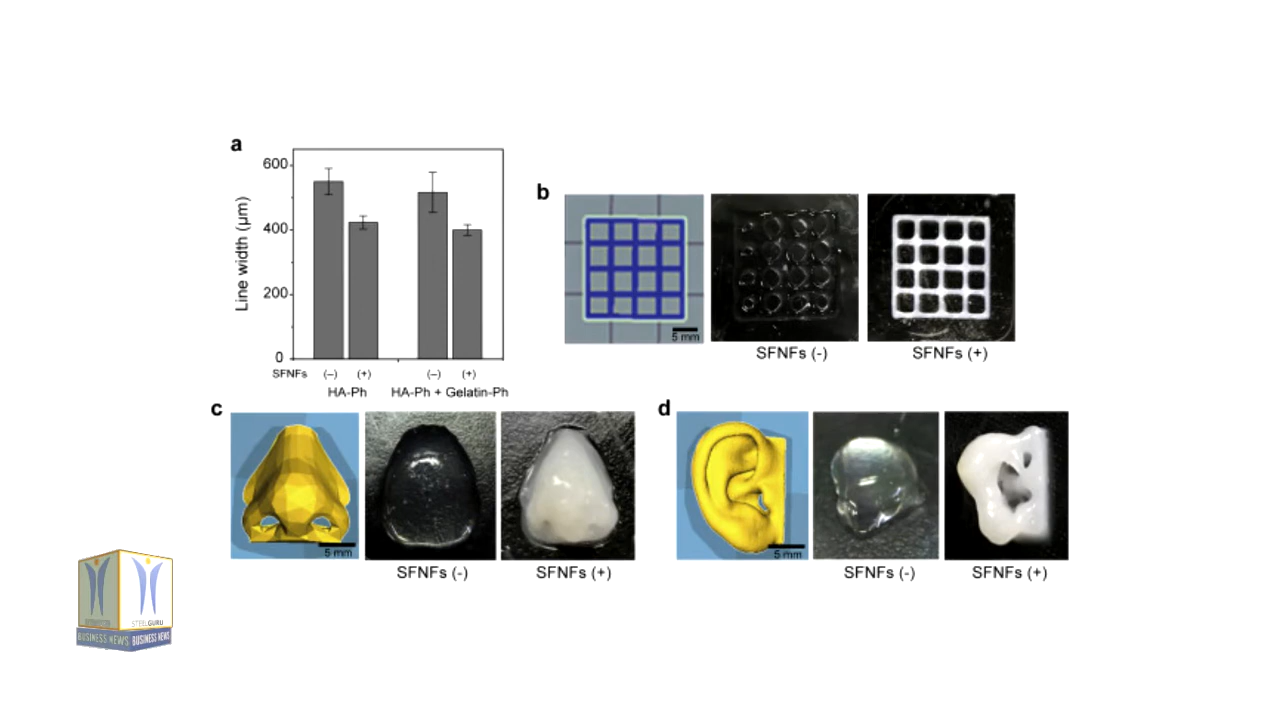 a
600
400
200
0
Line width (µm)
SFNFs (–) (+) (–) (+)
HA-Ph HA-Ph + Gelatin-Ph
b
5 mm
SFNFs (-) SFNFs (+)
c
5 mm
SFNFs (-) SFNFs (+)
d
5 mm
SFNFs (-) SFNFs (+)
STEELGURU
BUSINESS NEWS BUSINESS NEWS